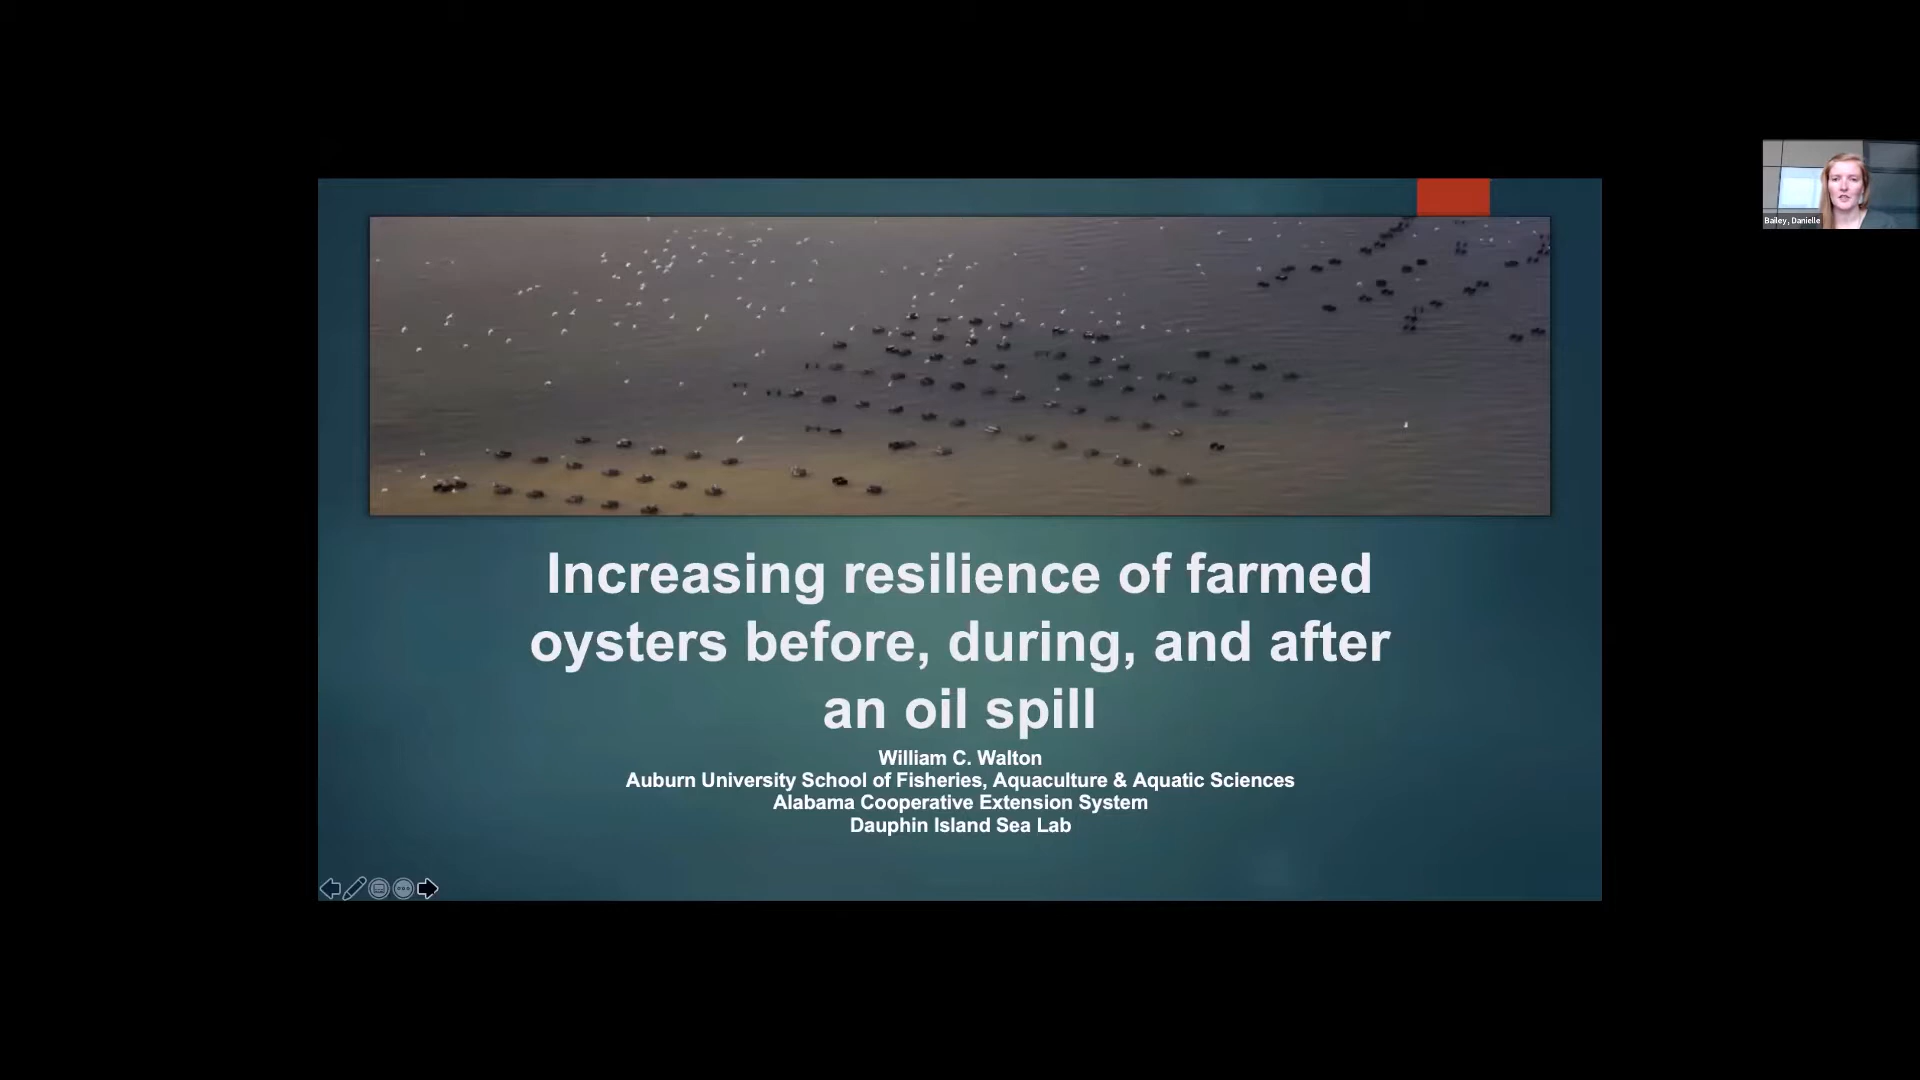 Bailey, Danielle
Increasing resilience of farmed
oysters before, during, and after
an oil spill
William C. Walton
Auburn University School of Fisheries, Aquaculture & Aquatic Sciences
Alabama Cooperative Extension System
Dauphin Island Sea Lab